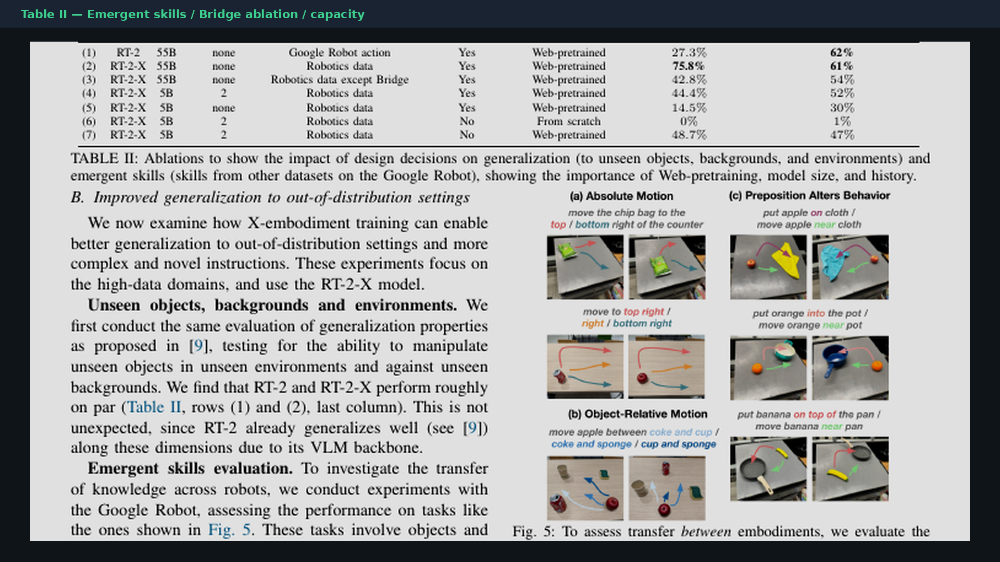 Table II — Emergent skills / Bridge ablation / capacity
(1) RT-2 55B none Google Robot action Yes Web-pretrained 27.3% 62%
(2) RT-2-X 55B none Robotics data Yes Web-pretrained 75.8% 61%
(3) RT-2-X 55B none Robotics data except Bridge Yes Web-pretrained 42.8% 54%
(4) RT-2-X 5B 2 Robotics data Yes Web-pretrained 44.4% 52%
(5) RT-2-X 5B none Robotics data Yes Web-pretrained 14.5% 30%
(6) RT-2-X 5B 2 Robotics data No From scratch 0% 1%
(7) RT-2-X 5B 2 Robotics data No Web-pretrained 48.7% 47%
TABLE II: Ablations to show the impact of design decisions on generalization (to unseen objects, backgrounds, and environments) and
emergent skills (skills from other datasets on the Google Robot), showing the importance of Web-pretraining, model size, and history.
B. Improved generalization to out-of-distribution settings
We now examine how X-embodiment training can enable
better generalization to out-of-distribution settings and more
complex and novel instructions. These experiments focus on
the high-data domains, and use the RT-2-X model.
Unseen objects, backgrounds and environments. We
first conduct the same evaluation of generalization properties
as proposed in [9], testing for the ability to manipulate
unseen objects in unseen environments and against unseen
backgrounds. We find that RT-2 and RT-2-X perform roughly
on par (Table II, rows (1) and (2), last column). This is not
unexpected, since RT-2 already generalizes well (see [9])
along these dimensions due to its VLM backbone.
Emergent skills evaluation. To investigate the transfer
of knowledge across robots, we conduct experiments with
the Google Robot, assessing the performance on tasks like
the ones shown in Fig. 5. These tasks involve objects and
(a) Absolute Motion
move the chip bag to the
top / bottom right of the counter
move to top right /
right / bottom right
(b) Object-Relative Motion
move apple between coke and cup /
coke and sponge / cup and sponge
(c) Preposition Alters Behavior
put apple on cloth /
move apple near cloth
put orange into the pot /
move orange near pot
put banana on top of the pan /
move banana near pan
Fig. 5: To assess transfer between embodiments, we evaluate the